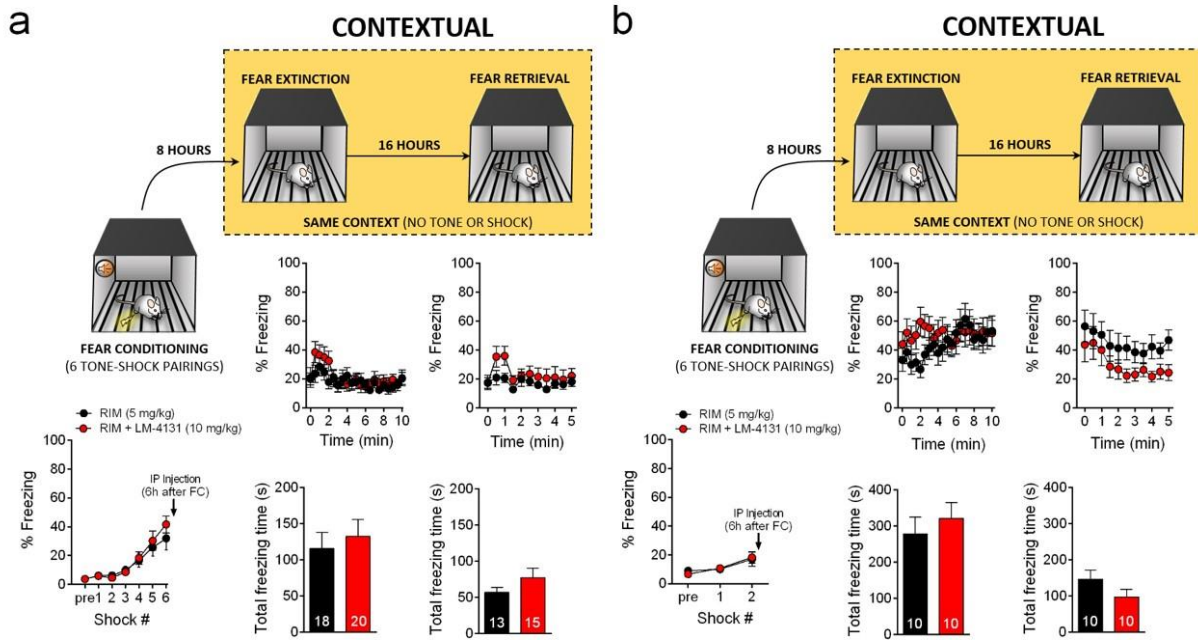 a
CONTEXTUAL
FEAR EXTINCTION
FEAR RETRIEVAL
8 HOURS
16 HOURS
SAME CONTEXT (NO TONE OR SHOCK)
FEAR CONDITIONING
(6 TONE-SHOCK PAIRINGS)
% Freezing
100
80
60
40
20
0
0 2 4 6 8 10
Time (min)
% Freezing
100
80
60
40
20
0
0 1 2 3 4 5
Time (min)
RIM (5 mg/kg)
RIM + LM-4131 (10 mg/kg)
% Freezing
100
80
60
40
20
0
IP Injection
(6h after FC)
pre 1 2 3 4 5 6
Shock #
Total freezing time (s)
200
150
100
50
0
18 20
Total freezing time (s)
200
150
100
50
0
13 15
b
CONTEXTUAL
FEAR EXTINCTION
FEAR RETRIEVAL
8 HOURS
16 HOURS
SAME CONTEXT (NO TONE OR SHOCK)
FEAR CONDITIONING
(6 TONE-SHOCK PAIRINGS)
% Freezing
100
80
60
40
20
0
0 2 4 6 8 10
Time (min)
% Freezing
100
80
60
40
20
0
0 1 2 3 4 5
Time (min)
RIM (5 mg/kg)
RIM + LM-4131 (10 mg/kg)
% Freezing
100
80
60
40
20
0
IP Injection
(6h after FC)
pre 1 2
Shock #
Total freezing time (s)
400
300
200
100
0
10 10
Total freezing time (s)
400
300
200
100
0
10 10